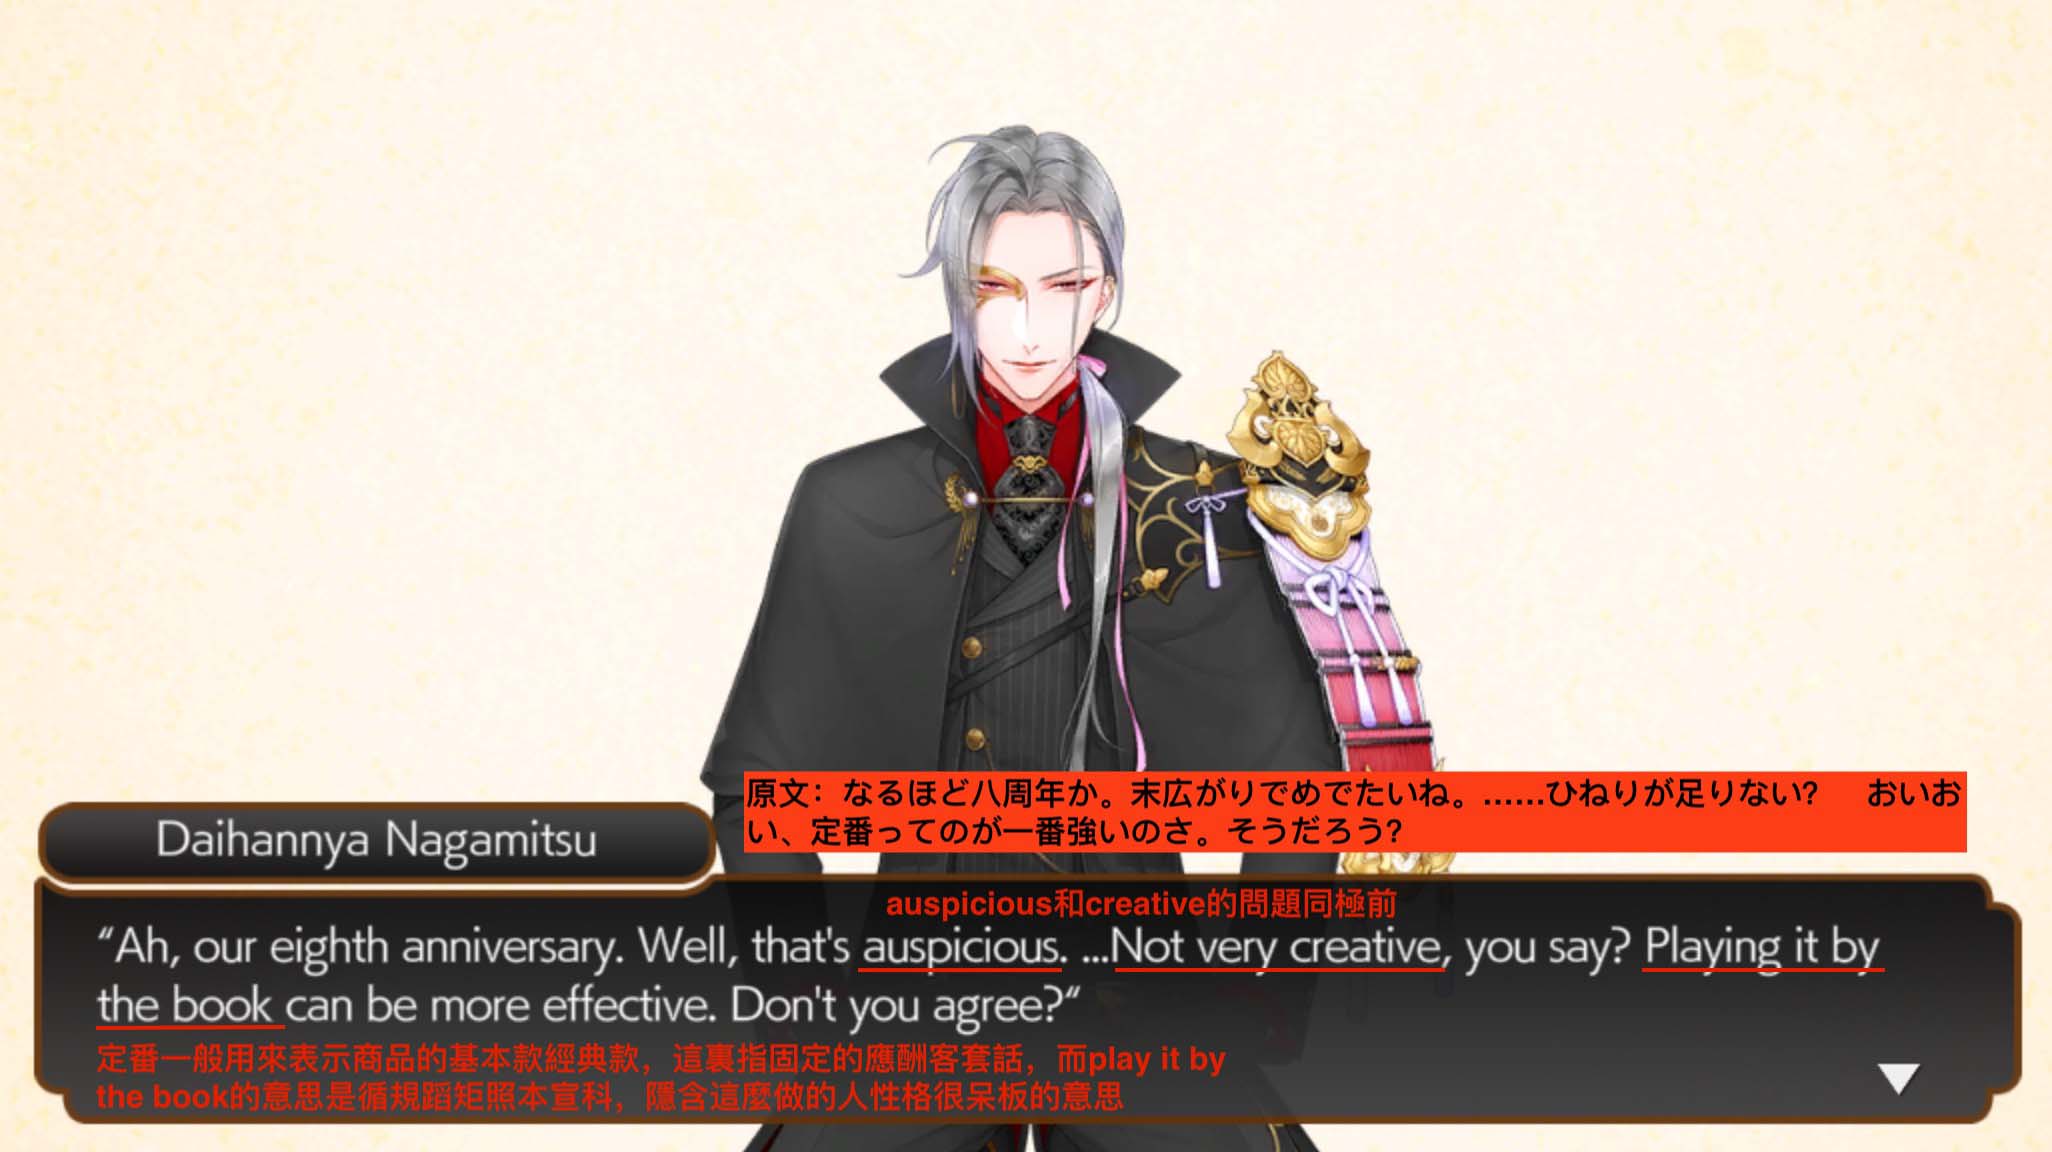 原文：なるほど八周年か。末広がりでめでたいね。……ひねりが足りない?　おいお
い、定番ってのが一番強いのさ。そうだろう?
Daihannya Nagamitsu
auspicious和creative的問題同極前
“Ah, our eighth anniversary. Well, that's auspicious. ...Not very creative, you say? Playing it by
the book can be more effective. Don't you agree?“
定番一般用來表示商品的基本款經典款，這裏指固定的應酬客套話，而play it by
the book的意思是循規蹈矩照本宣科，隱含這麼做的人性格很呆板的意思